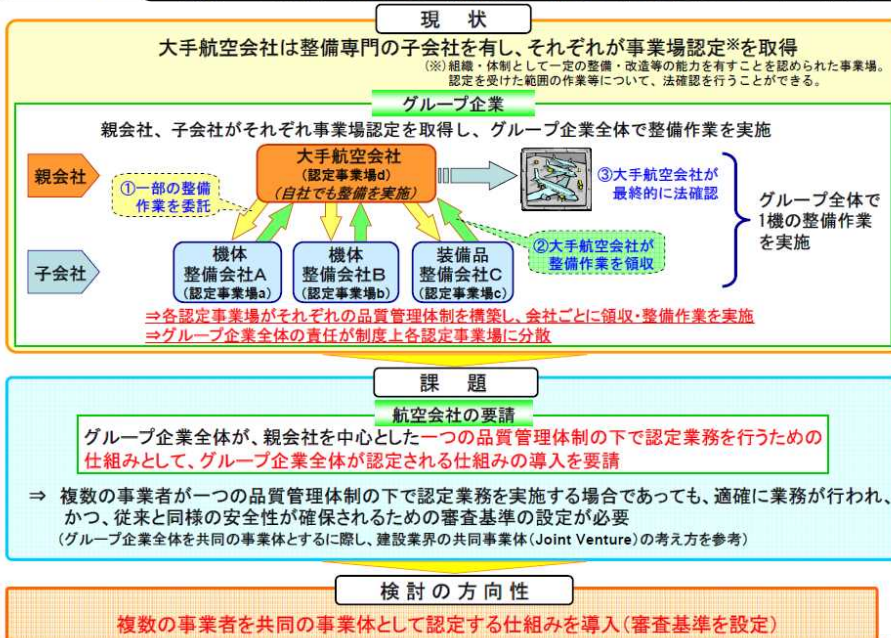 現　状
大手航空会社は整備専門の子会社を有し、それぞれが事業場認定※を取得
(※)組織・体制として一定の整備・改造等の能力を有すことを認められた事業場。
認定を受けた範囲の作業等について、法確認を行うことができる。
グループ企業
親会社、子会社がそれぞれ事業場認定を取得し、グループ企業全体で整備作業を実施
親会社
大手航空会社
(認定事業場d)
(自社でも整備を実施)
①一部の整備
作業を委託
③大手航空会社が
最終的に法確認
グループ全体で
1機の整備作業
を実施
②大手航空会社が
整備作業を領収
子会社
機体
整備会社A
(認定事業場a)
機体
整備会社B
(認定事業場b)
装備品
整備会社C
(認定事業場c)
⇒各認定事業場がそれぞれの品質管理体制を構築し、会社ごとに領収・整備作業を実施
⇒グループ企業全体の責任が制度上各認定事業場に分散
課　題
航空会社の要請
グループ企業全体が、親会社を中心とした一つの品質管理体制の下で認定業務を行うための
仕組みとして、グループ企業全体が認定される仕組みの導入を要請
⇒ 複数の事業者が一つの品質管理体制の下で認定業務を実施する場合であっても、適確に業務が行われ、
かつ、従来と同様の安全性が確保されるための審査基準の設定が必要
(グループ企業全体を共同の事業体とするに際し、建設業界の共同事業体(Joint Venture)の考え方を参考)
検討の方向性
複数の事業者を共同の事業体として認定する仕組みを導入(審査基準を設定)